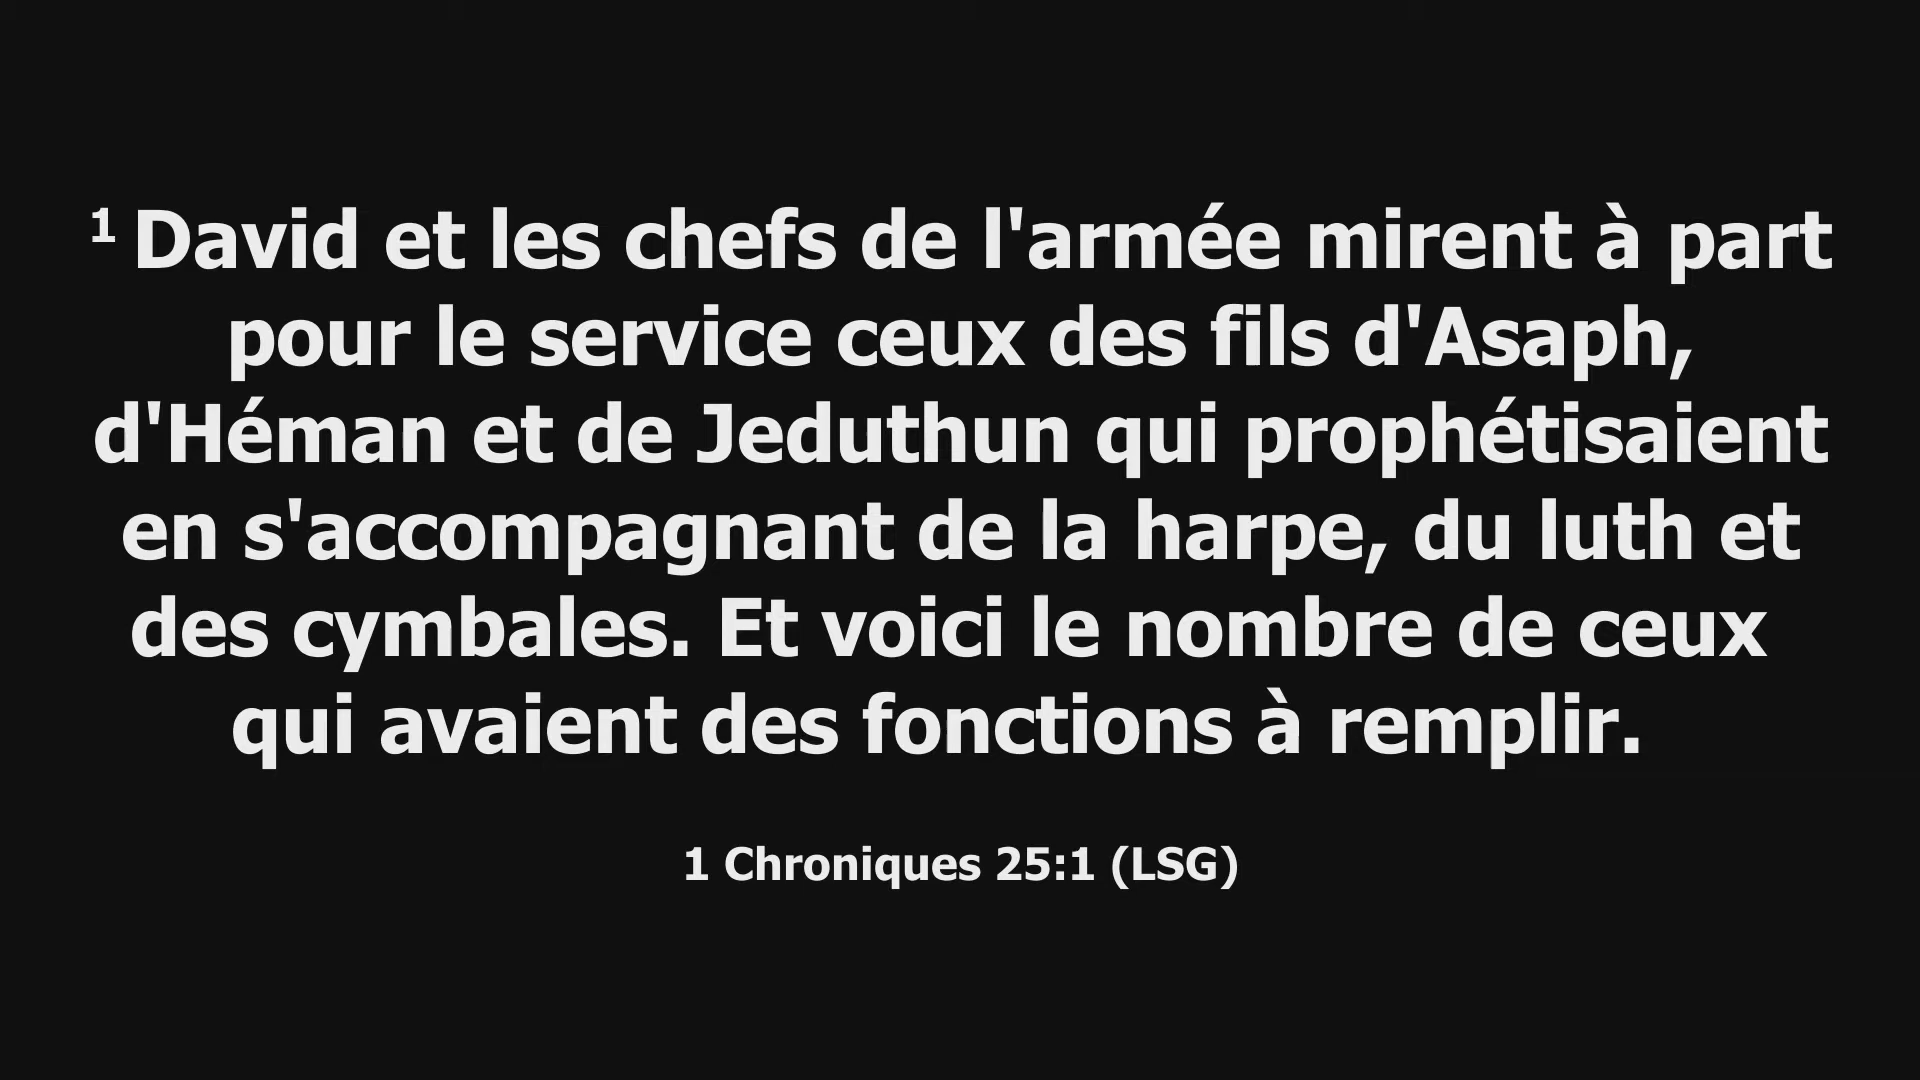 ¹ David et les chefs de l'armée mirent à part
pour le service ceux des fils d'Asaph,
d'Héman et de Jeduthun qui prophétisaient
en s'accompagnant de la harpe, du luth et
des cymbales. Et voici le nombre de ceux
qui avaient des fonctions à remplir.
1 Chroniques 25:1 (LSG)